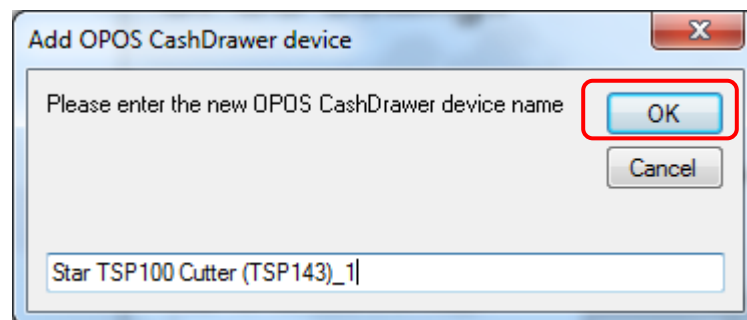 Add OPOS CashDrawer device
Please enter the new OPOS CashDrawer device name
OK
Cancel
Star TSP100 Cutter (TSP143)_1